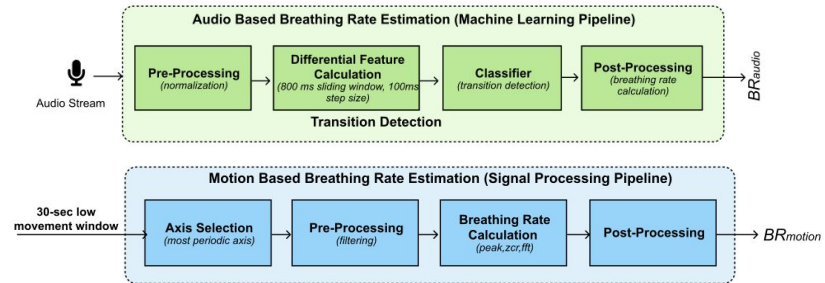 Audio Based Breathing Rate Estimation (Machine Learning Pipeline)
Audio Stream
Pre-Processing
(normalization)
Differential Feature
Calculation
(800 ms sliding window, 100ms
step size)
Classifier
(transition detection)
Post-Processing
(breathing rate
calculation)
BRaudio
Transition Detection
Motion Based Breathing Rate Estimation (Signal Processing Pipeline)
30-sec low
movement window
Axis Selection
(most periodic axis)
Pre-Processing
(filtering)
Breathing Rate
Calculation
(peak,zcr,fft)
Post-Processing
BRmotion